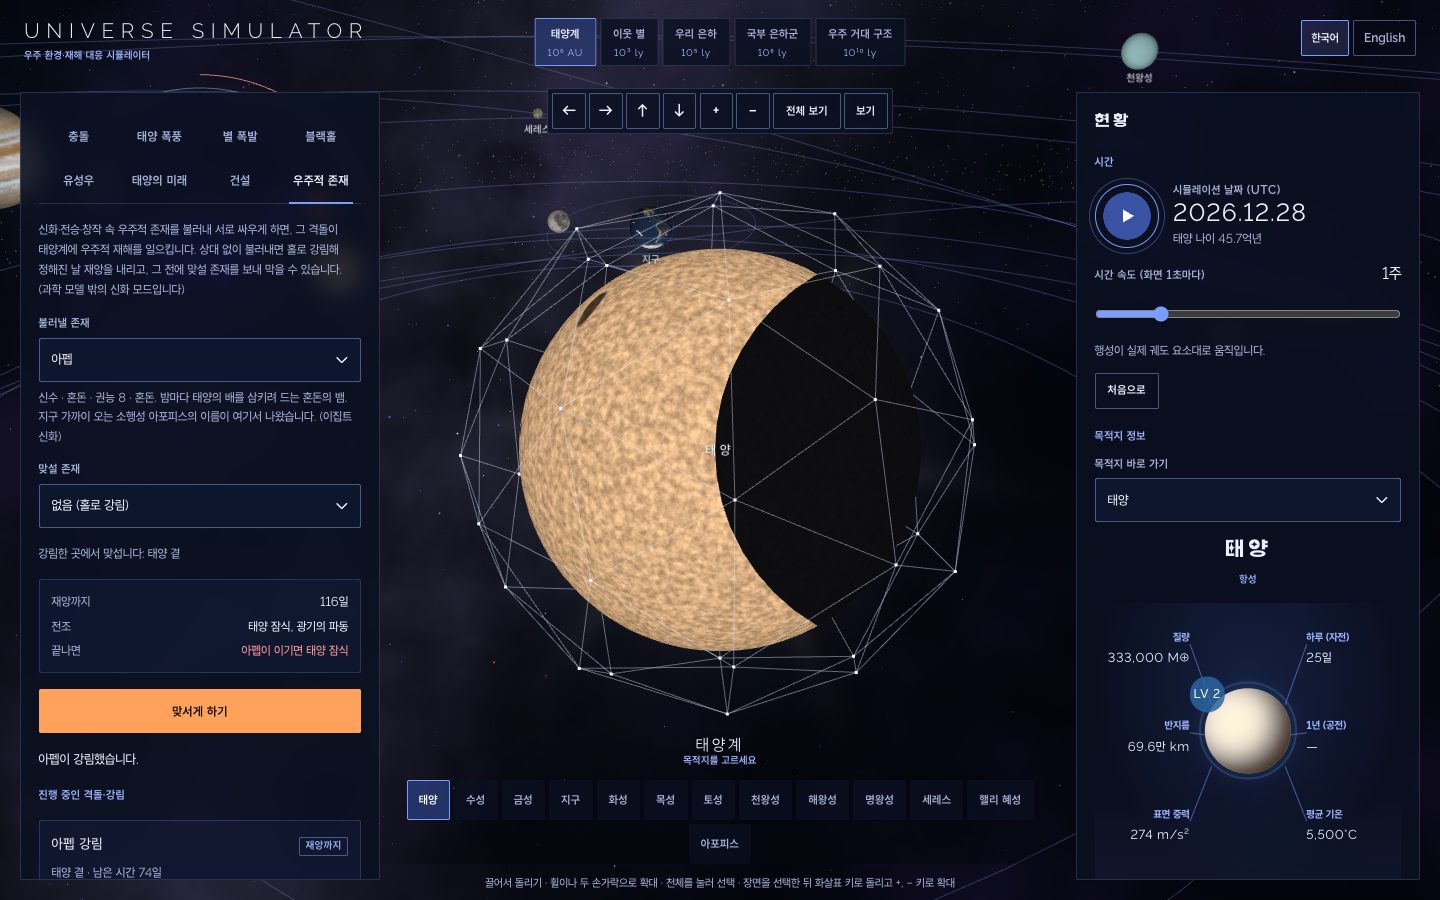 UNIVERSE SIMULATOR
우주 환경·재해 대응 시뮬레이터
태양계
10⁰ AU
이웃 별
10³ ly
우리 은하
10⁵ ly
국부 은하군
10⁶ ly
우주 거대 구조
10¹⁰ ly
한국어
English
천왕성
← → ↑ ↓ + − 전체 보기 보기
세레스
지구
태양
충돌
태양 폭풍
별 폭발
블랙홀
유성우
태양의 미래
건설
우주적 존재
신화·전승·창작 속 우주적 존재를 불러내 서로 싸우게 하면, 그 격돌이
태양계에 우주적 재해를 일으킵니다. 상대 없이 불러내면 홀로 강림해
정해진 날 재앙을 내리고, 그 전에 맞설 존재를 보내 막을 수 있습니다.
(과학 모델 밖의 신화 모드입니다)
불러낼 존재
아펩
신수 · 혼돈 · 권능 8 · 혼돈. 밤마다 태양의 배를 삼키려 드는 혼돈의 뱀.
지구 가까이 오는 소행성 아포피스의 이름이 여기서 나왔습니다. (이집트
신화)
맞설 존재
없음 (홀로 강림)
강림한 곳에서 맞섭니다: 태양 곁
재앙까지 116일
전조 태양 잠식, 광기의 파동
끝나면 아펩이 이기면 태양 잠식
맞서게 하기
아펩이 강림했습니다.
진행 중인 격돌·강림
아펩 강림 재앙까지
태양 곁 · 남은 시간 74일
태양계
목적지를 고르세요
태양 수성 금성 지구 화성 목성 토성 천왕성 해왕성 명왕성 세레스 핼리 혜성
아포피스
끌어서 돌리기 · 휠이나 두 손가락으로 확대 · 천체를 눌러 선택 · 장면을 선택한 뒤 화살표 키로 돌리고 +, − 키로 확대
현황
시간
시뮬레이션 날짜 (UTC)
2026.12.28
태양 나이 45.7억년
시간 속도 (화면 1초마다) 1주
행성이 실제 궤도 요소대로 움직입니다.
처음으로
목적지 정보
목적지 바로 가기
태양
태양
항성
질량
333,000 M⊕
하루 (자전)
25일
LV 2
반지름
69.6만 km
1년 (공전)
—
표면 중력
274 m/s²
평균 기온
5,500°C